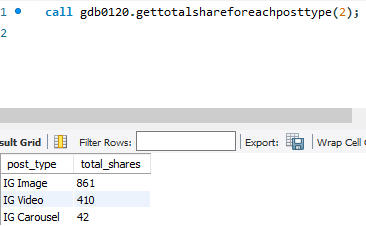 1 call gdb0120.gettotalshareforeachposttype(2);
2
sult Grid Filter Rows: Export: Wrap Cell C
post_type total_shares
IG Image 861
IG Video 410
IG Carousel 42